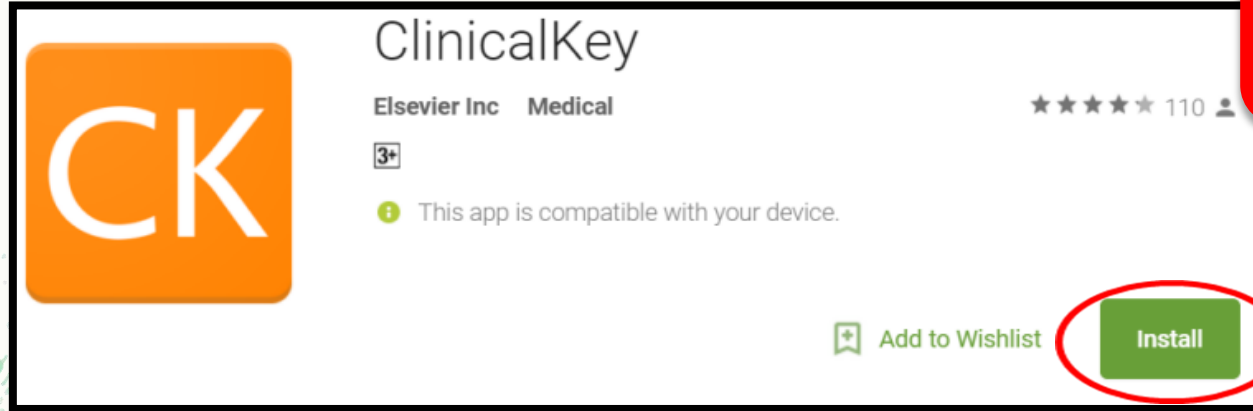 ClinicalKey
CK
Elsevier Inc Medical
110
3+
This app is compatible with your device.
Add to Wishlist
Install